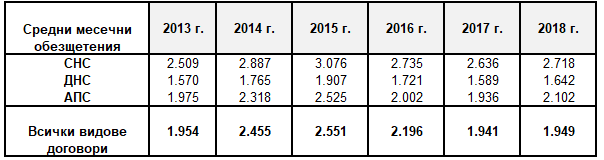 Средни месечни обезщетения 2013 г. 2014 г. 2015 г. 2016 г. 2017 г. 2018 г.
СНС 2.509 2.887 3.076 2.735 2.636 2.718
ДНС 1.570 1.765 1.907 1.721 1.589 1.642
АПС 1.975 2.318 2.525 2.002 1.936 2.102
Всички видове договори 1.954 2.455 2.551 2.196 1.941 1.949